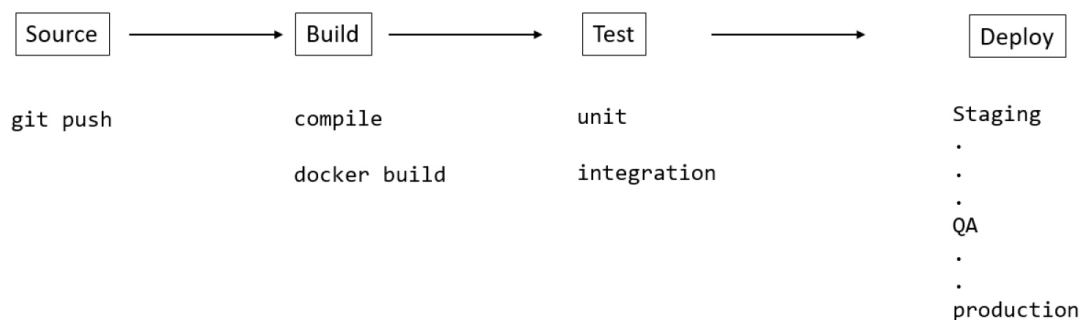 Source
Build
Test
Deploy
git push
compile
unit
Staging
docker build
integration
.
.
.
QA
.
.
production